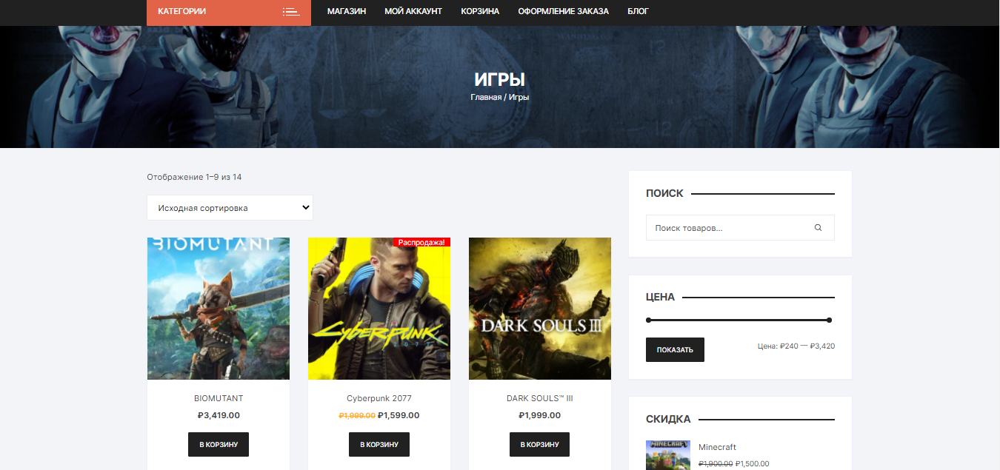 КАТЕГОРИИ
МАГАЗИН МОЙ АККАУНТ КОРЗИНА ОФОРМЛЕНИЕ ЗАКАЗА БЛОГ
ИГРЫ
Главная / Игры
Отображение 1–9 из 14
Исходная сортировка
BIOMUTANT
BIOMUTANT
₽3,419.00
В КОРЗИНУ
Распродажа!
Cyberpunk
2077
Cyberpunk 2077
₽1,999.00 ₽1,599.00
В КОРЗИНУ
DARK SOULS III
DARK SOULS™ III
₽1,999.00
В КОРЗИНУ
ПОИСК
Поиск товаров...
ЦЕНА
ПОКАЗАТЬ
Цена: ₽240 — ₽3,420
СКИДКА
MINECRAFT
Minecraft
₽1,900.00 ₽1,500.00